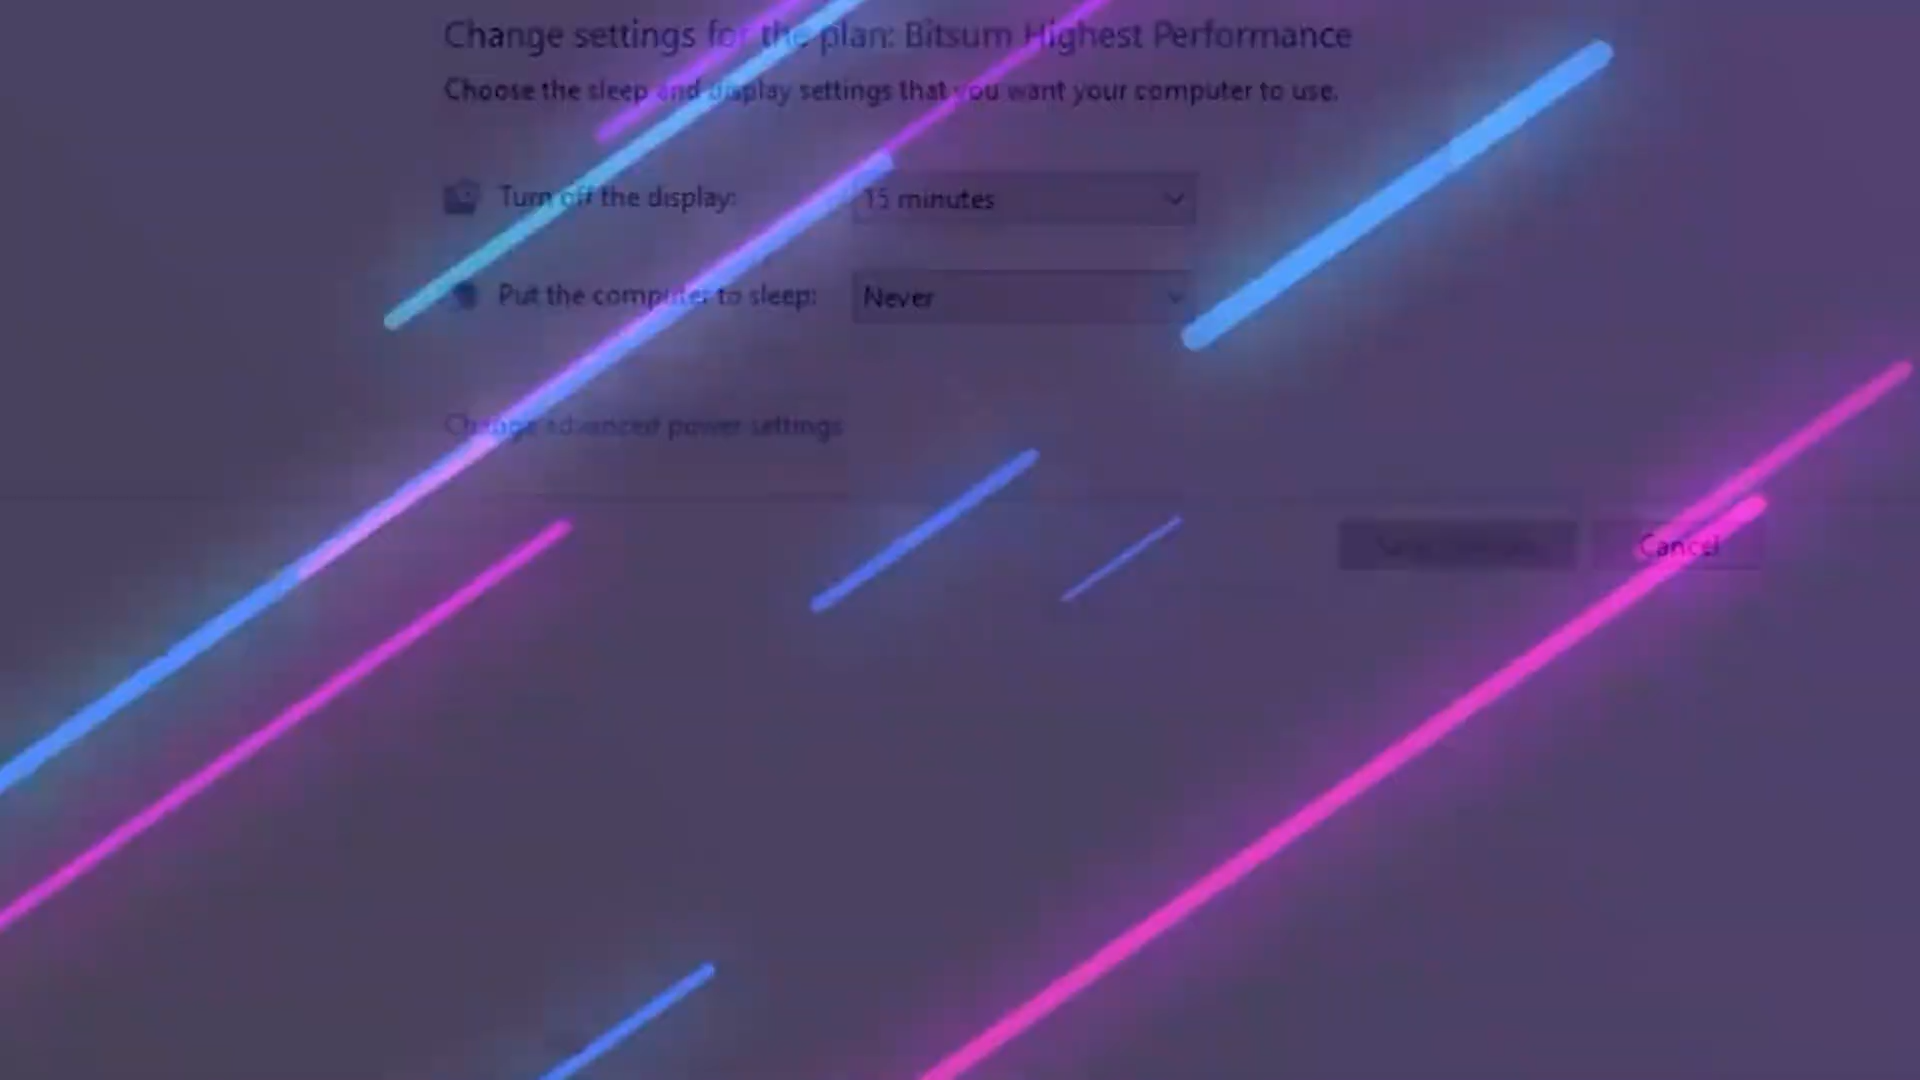 Change settings for the plan: Bitsum Highest Performance
Choose the sleep and display settings that you want your computer to use.
Turn off the display: 15 minutes
Put the computer to sleep: Never
Change advanced power settings
Cancel